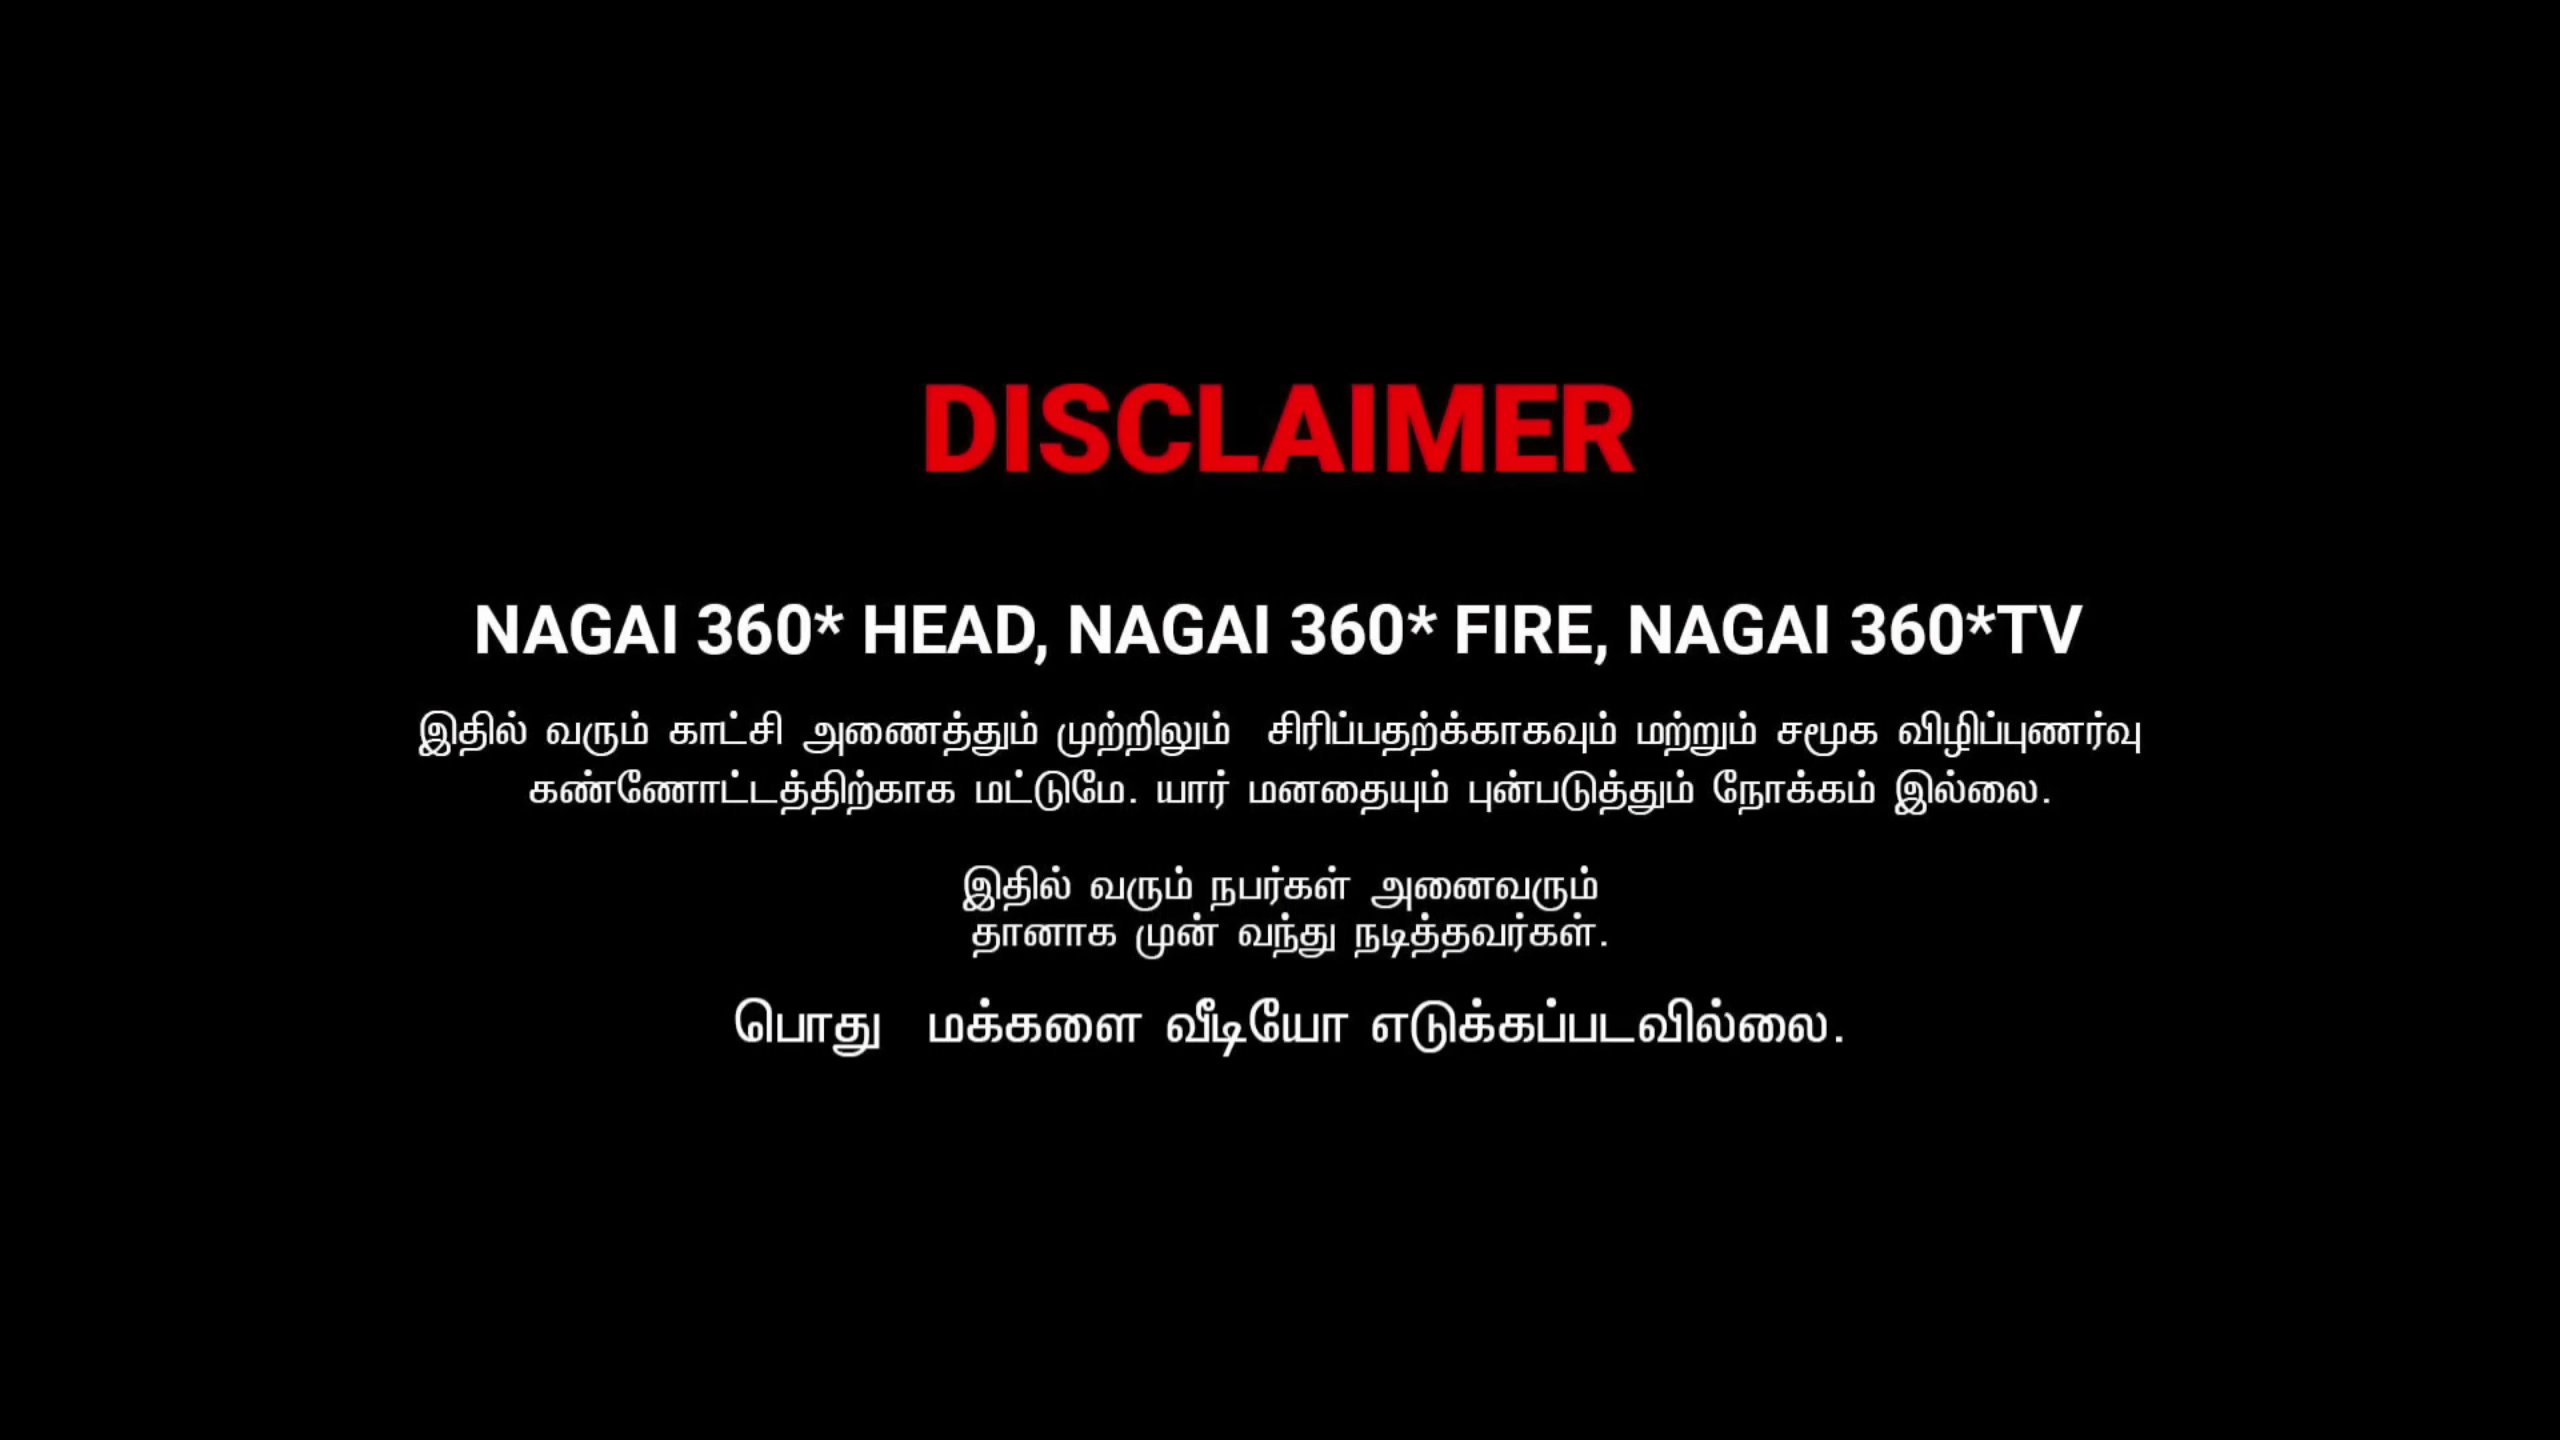 DISCLAIMER
NAGAI 360* HEAD, NAGAI 360* FIRE, NAGAI 360*TV
இதில் வரும் காட்சி அணைத்தும் முற்றிலும் சிரிப்பதற்க்காகவும் மற்றும் சமூக விழிப்புணர்வு
கண்ணோட்டத்திற்காக மட்டுமே. யார் மனதையும் புன்படுத்தும் நோக்கம் இல்லை.
இதில் வரும் நபர்கள் அனைவரும்
தானாக முன் வந்து நடித்தவர்கள்.
பொது மக்களை வீடியோ எடுக்கப்படவில்லை.